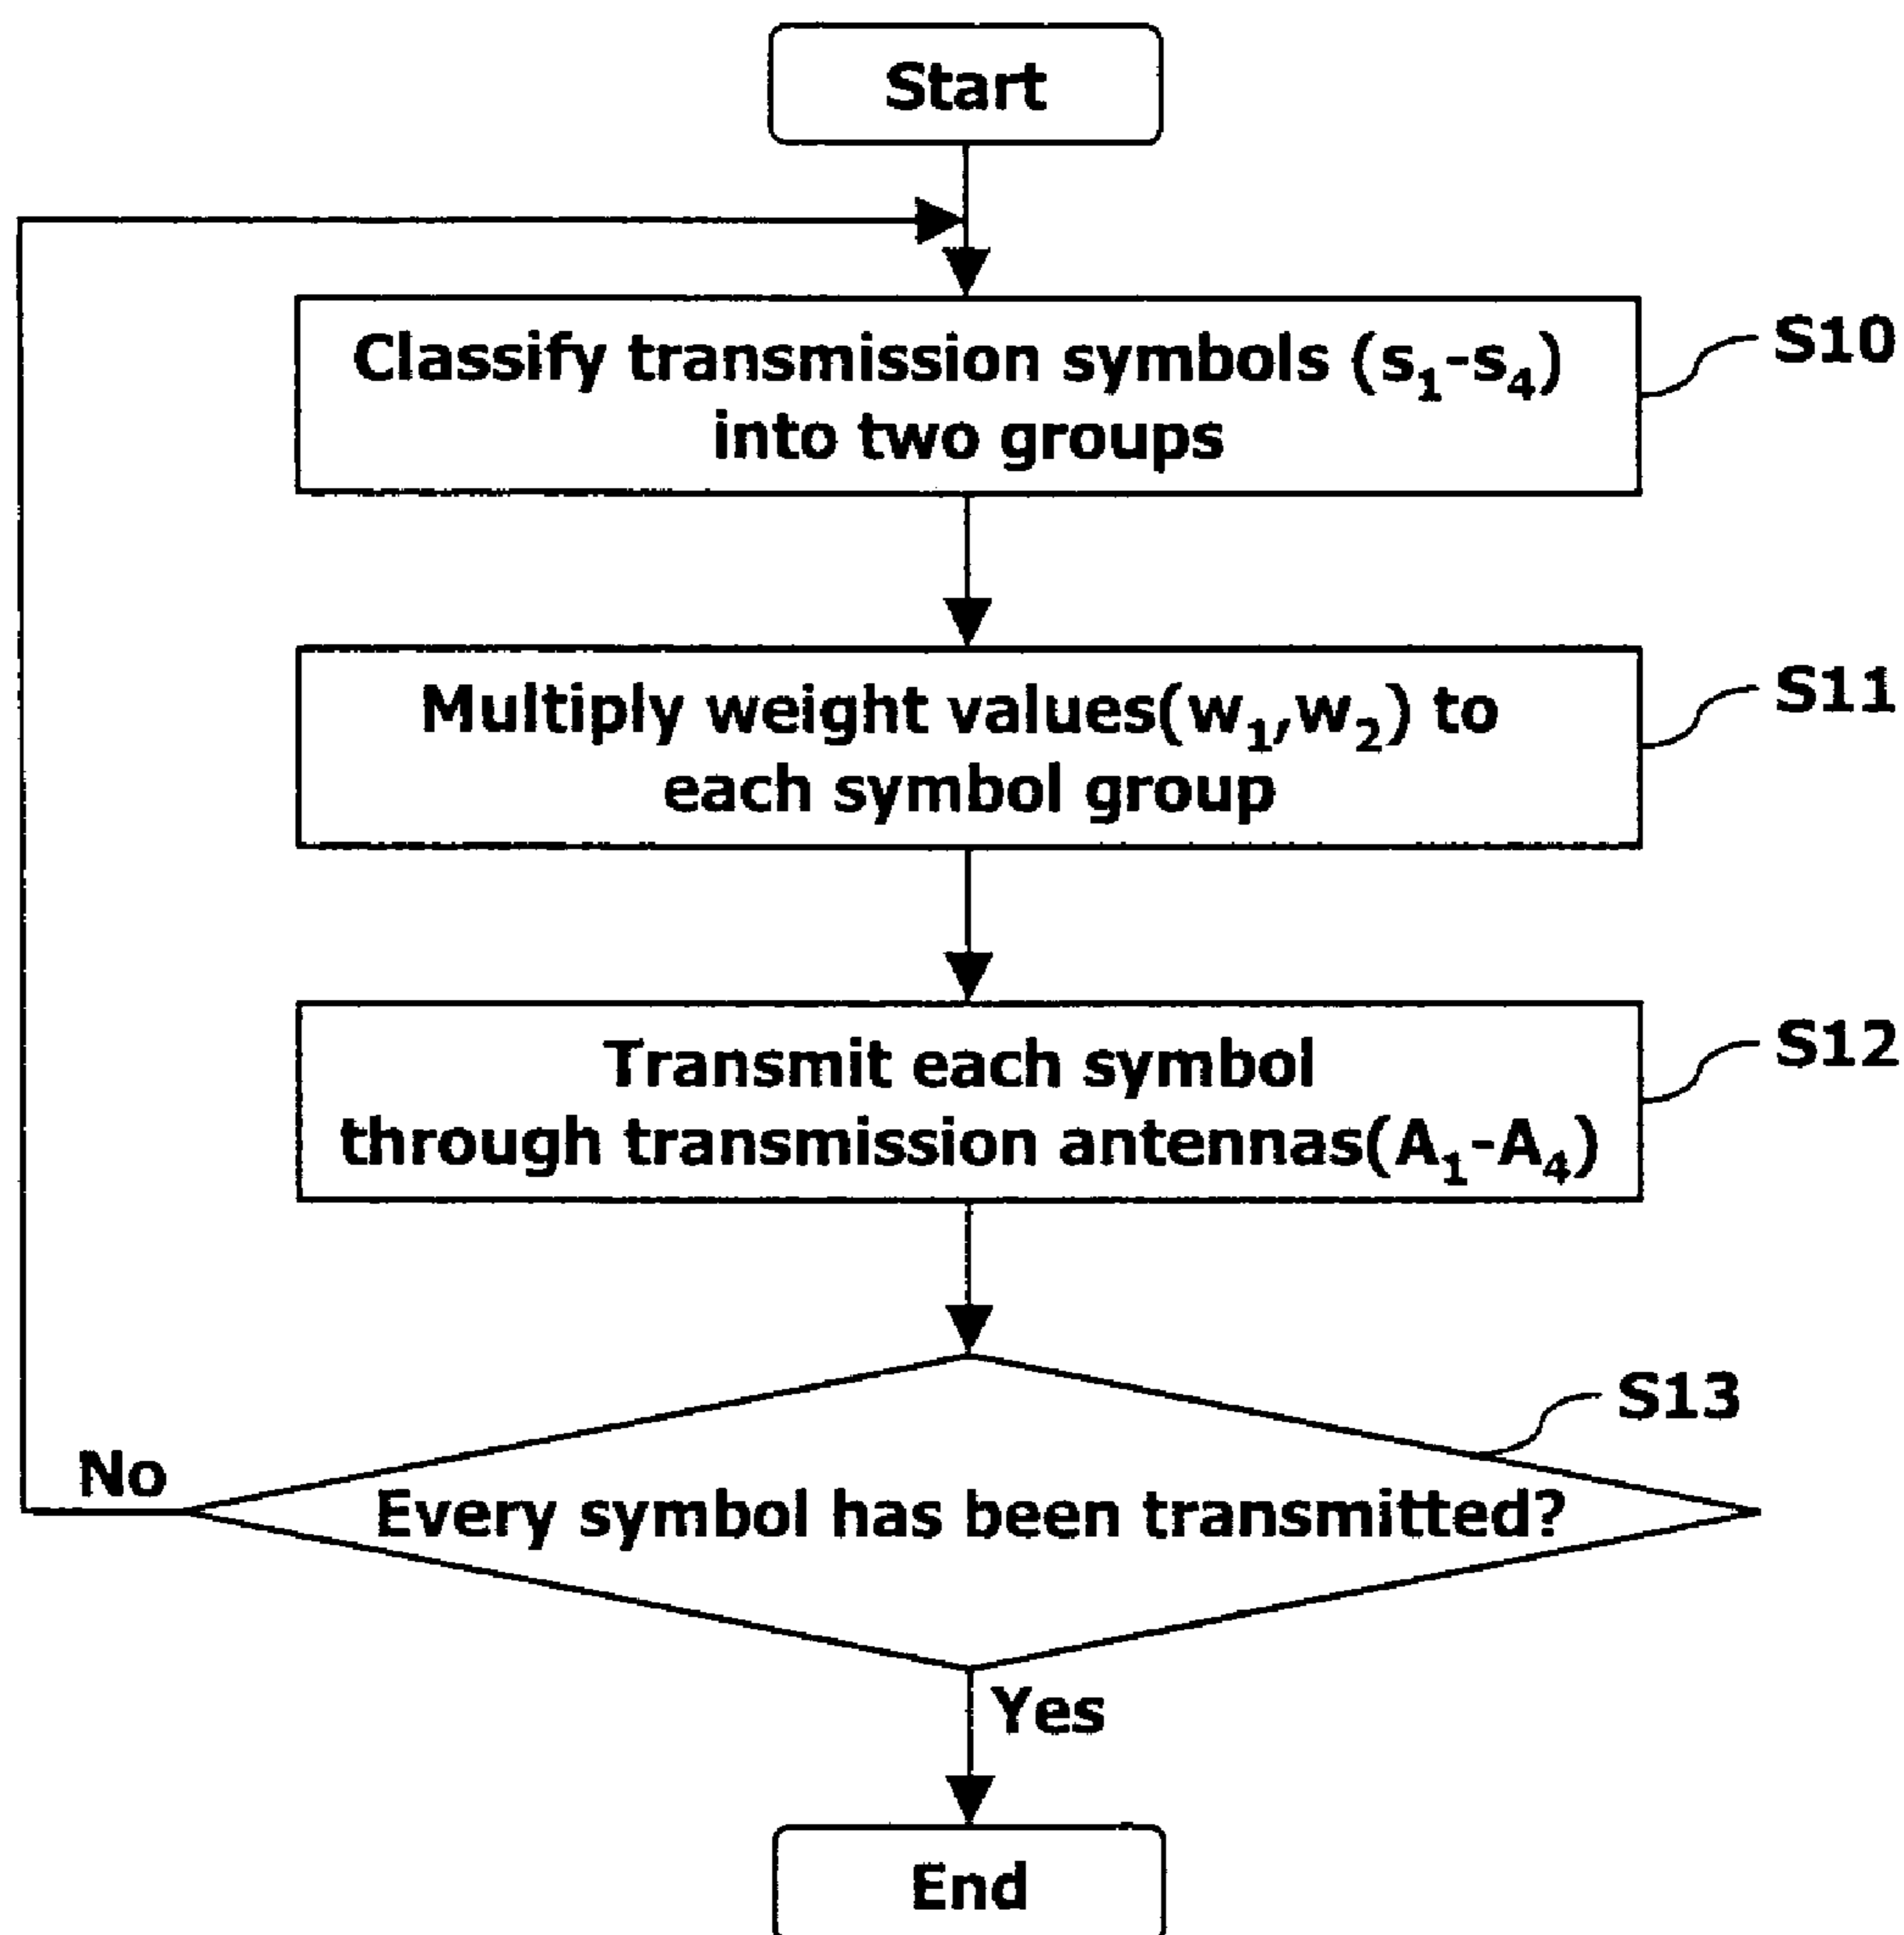 Start
Classify transmission symbols (s₁-s₄)
into two groups
S10
Multiply weight values(w₁,w₂) to
each symbol group
S11
Transmit each symbol
through transmission antennas(A₁-A₄)
S12
S13
Every symbol has been transmitted?
No
Yes
End